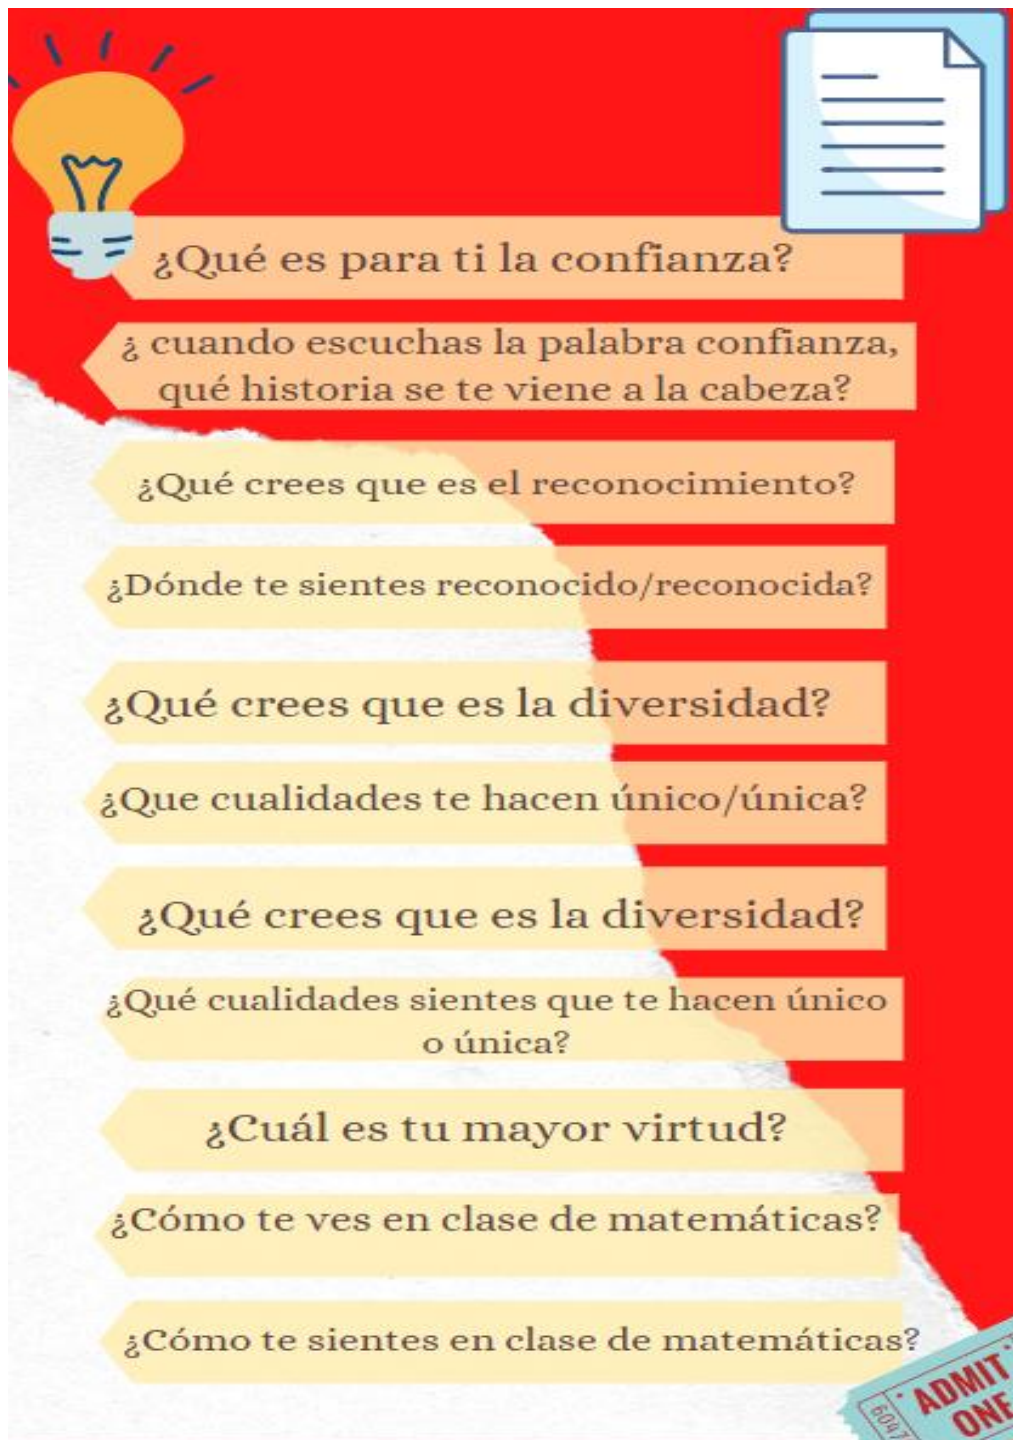 ¿Qué es para ti la confianza?
¿ cuando escuchas la palabra confianza,
qué historia se te viene a la cabeza?
¿Qué crees que es el reconocimiento?
¿Dónde te sientes reconocido/reconocida?
¿Qué crees que es la diversidad?
¿Que cualidades te hacen único/única?
¿Qué crees que es la diversidad?
¿Qué cualidades sientes que te hacen único
o única?
¿Cuál es tu mayor virtud?
¿Cómo te ves en clase de matemáticas?
¿Cómo te sientes en clase de matemáticas?
ADMIT
ONE
6047